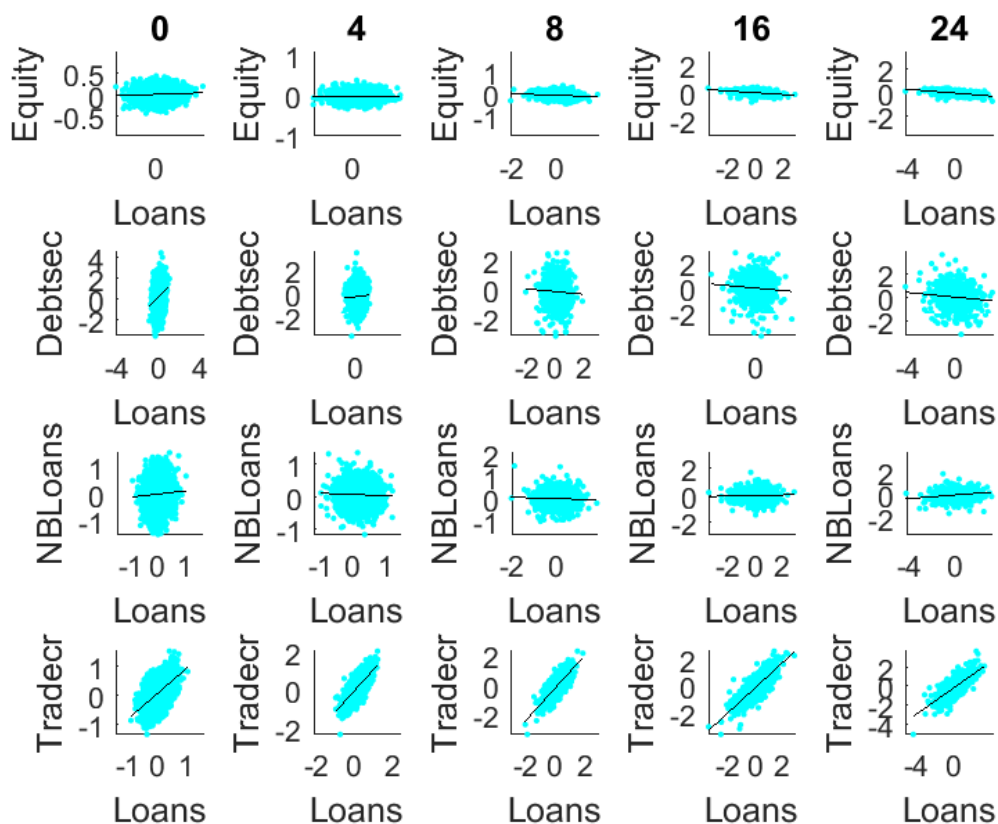 0 4 8 16 24
Equity 0.5 0 -0.5 Equity 1 0 -1 Equity 1 0 -1 Equity 2 0 -2 Equity 2 0 -2
0 0 -2 0 -2 0 2 -4 0
Loans Loans Loans Loans Loans
Debtsec 4 2 0 -2 Debtsec 2 0 -2 Debtsec 2 0 -2 Debtsec 2 0 -2 Debtsec 2 0 -2
-4 0 4 0 -2 0 2 0 -4 0
Loans Loans Loans Loans Loans
NBLoans 1 0 -1 NBLoans 1 0 -1 NBLoans 2 1 0 -1 NBLoans 2 0 -2 NBLoans 2 0 -2
-1 0 1 -1 0 1 -2 0 -2 0 2 -4 0
Loans Loans Loans Loans Loans
Tradecr 1 0 -1 Tradecr 2 0 -2 Tradecr 2 0 -2 Tradecr 2 0 -2 Tradecr 2 0 -2 -4
-1 0 1 -2 0 2 -2 0 2 -2 0 2 -4 0
Loans Loans Loans Loans Loans